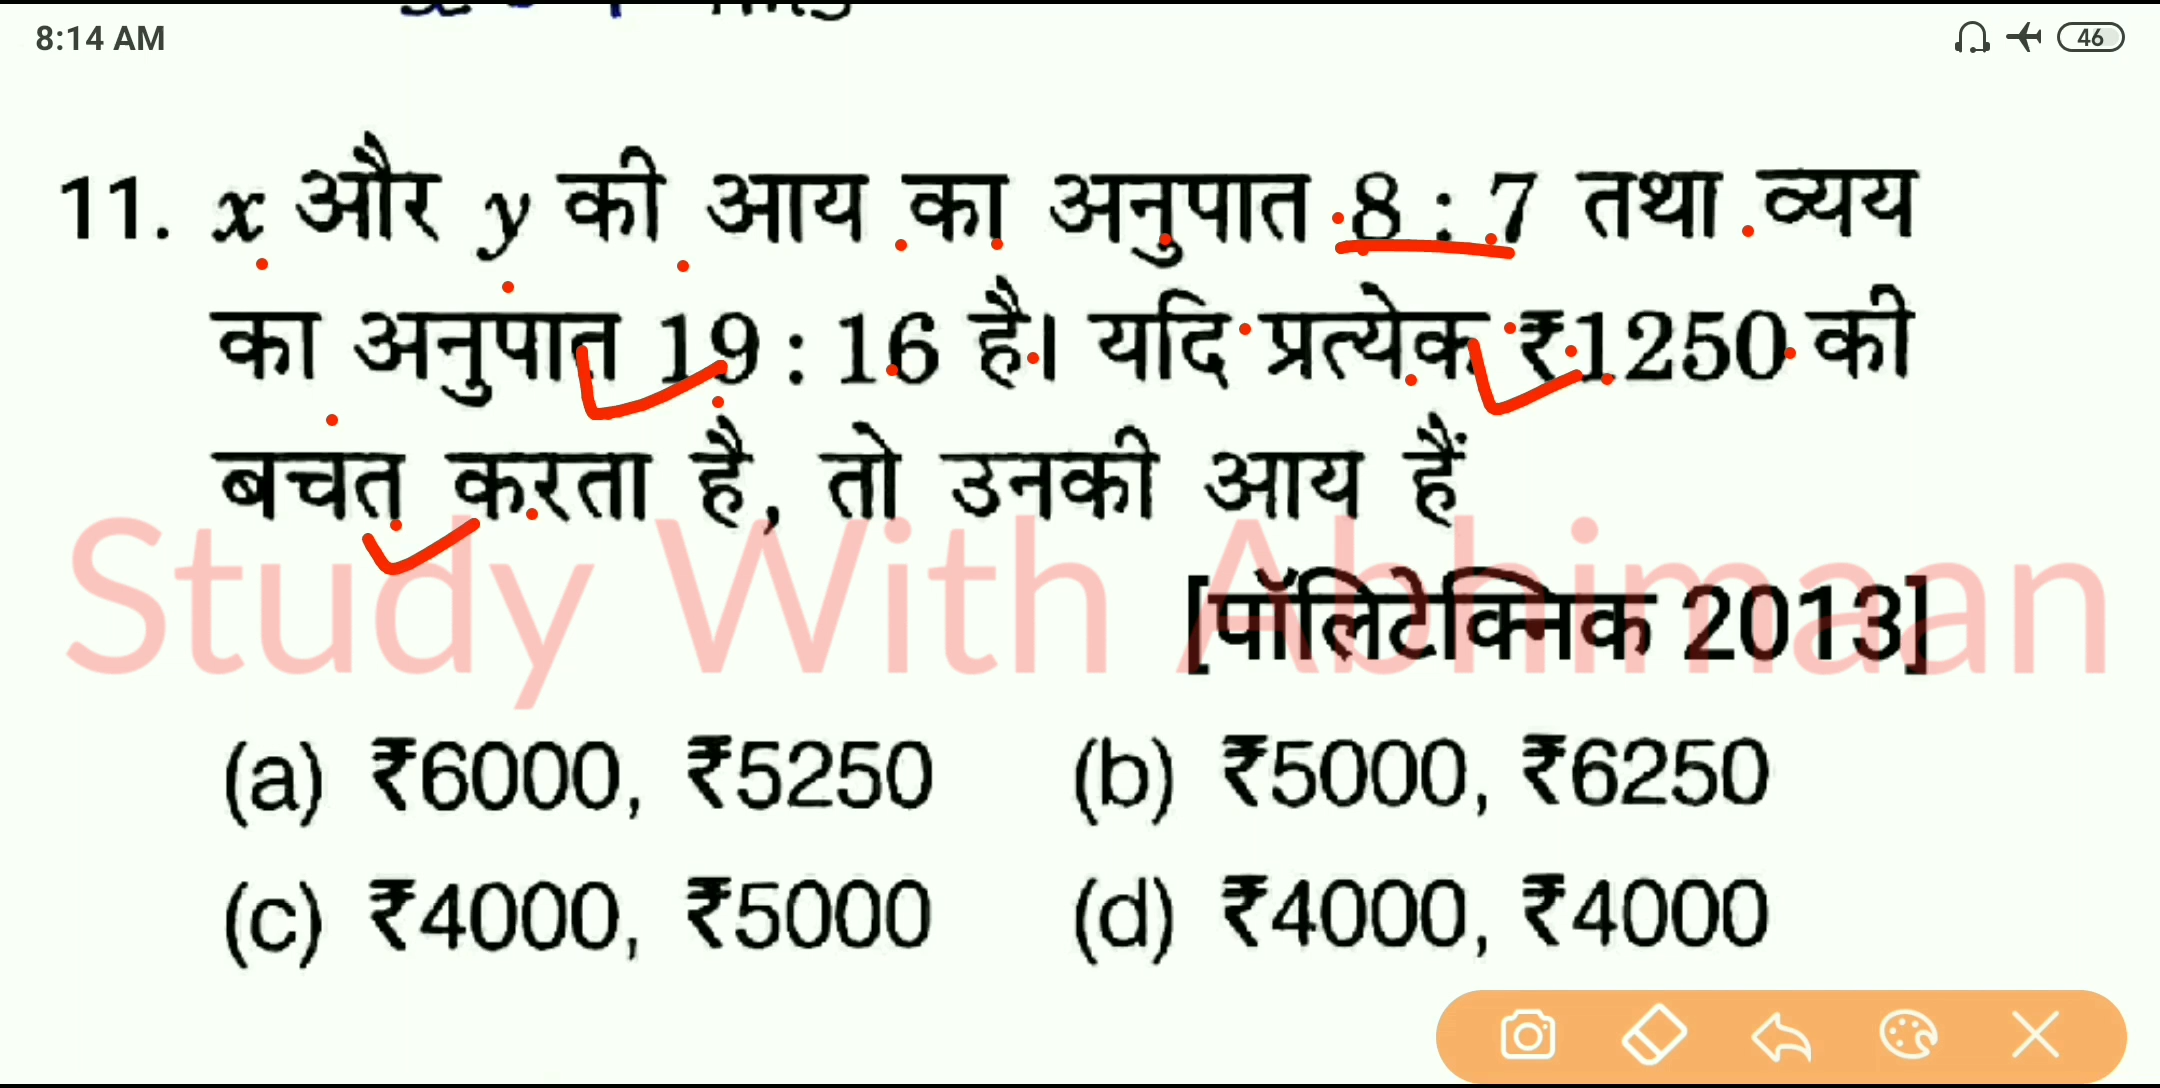 8:14 AM
46
11. x और y की आय का अनुपात 8 : 7 तथा व्यय
का अनुपात 19 : 16 है। यदि प्रत्येक ₹1250 की
बचत करता है, तो उनकी आय हैं
[पॉलिटेक्निक 2013]
Study With Abhimaan
(a) ₹6000, ₹5250 (b) ₹5000, ₹6250
(c) ₹4000, ₹5000 (d) ₹4000, ₹4000